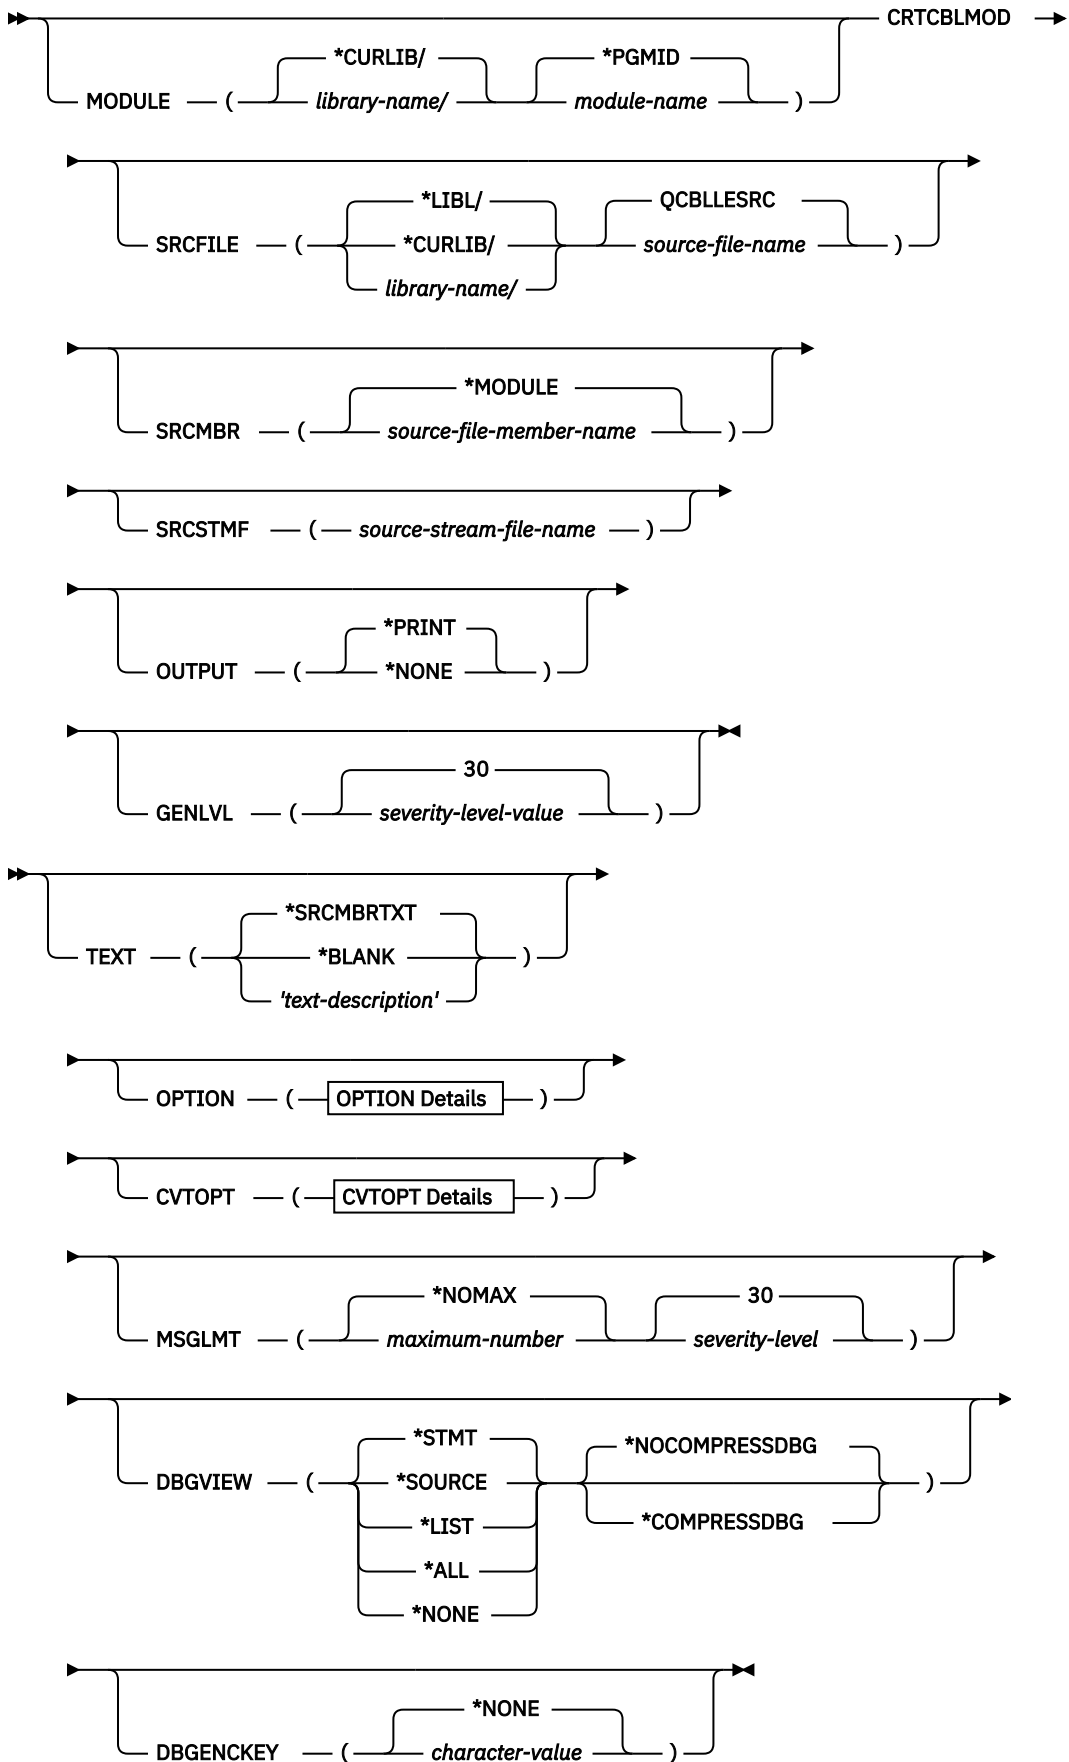 CRTCBLMOD
*CURLIB/ *PGMID
MODULE ( library-name/ module-name )
*LIBL/ QCBLLESRC
SRCFILE ( *CURLIB/ source-file-name )
library-name/
*MODULE
SRCMBR ( source-file-member-name )
SRCSTMF ( source-stream-file-name )
*PRINT
OUTPUT ( *NONE )
30
GENLVL ( severity-level-value )
*SRCMBRTXT
TEXT ( *BLANK )
'text-description'
OPTION ( OPTION Details )
CVTOPT ( CVTOPT Details )
*NOMAX 30
MSGLMT ( maximum-number severity-level )
*STMT *NOCOMPRESSDBG
DBGVIEW ( *SOURCE )
*LIST *COMPRESSDBG
*ALL
*NONE
*NONE
DBGENCKEY ( character-value )